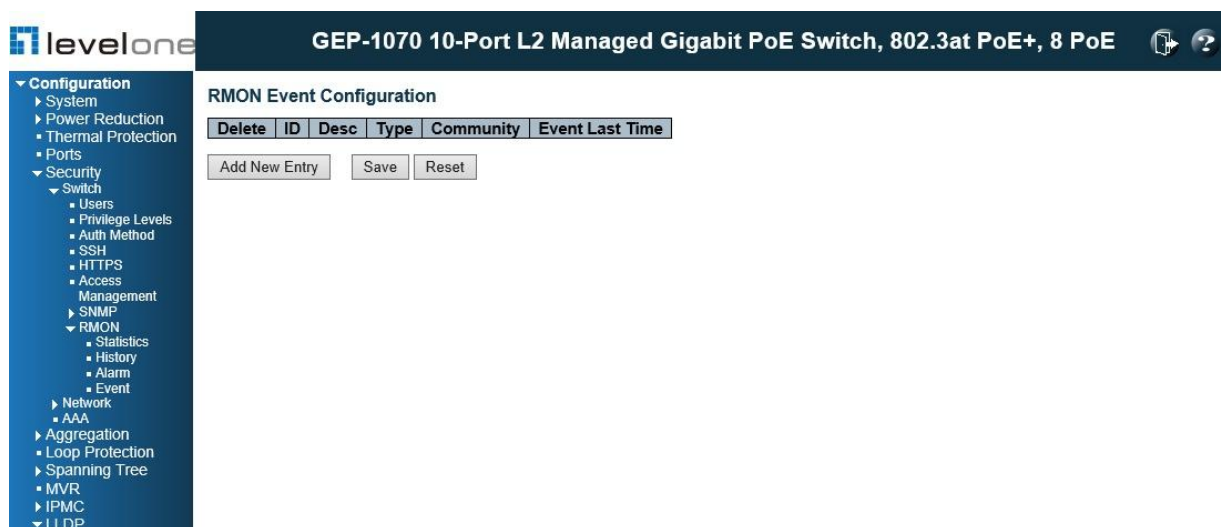 levelone
GEP-1070 10-Port L2 Managed Gigabit PoE Switch, 802.3at PoE+, 8 PoE
?
Configuration
System
Power Reduction
Thermal Protection
Ports
Security
Switch
Users
Privilege Levels
Auth Method
SSH
HTTPS
Access
Management
SNMP
RMON
Statistics
History
Alarm
Event
Network
AAA
Aggregation
Loop Protection
Spanning Tree
MVR
IPMC
LLDP
RMON Event Configuration
Delete ID Desc Type Community Event Last Time
Add New Entry Save Reset